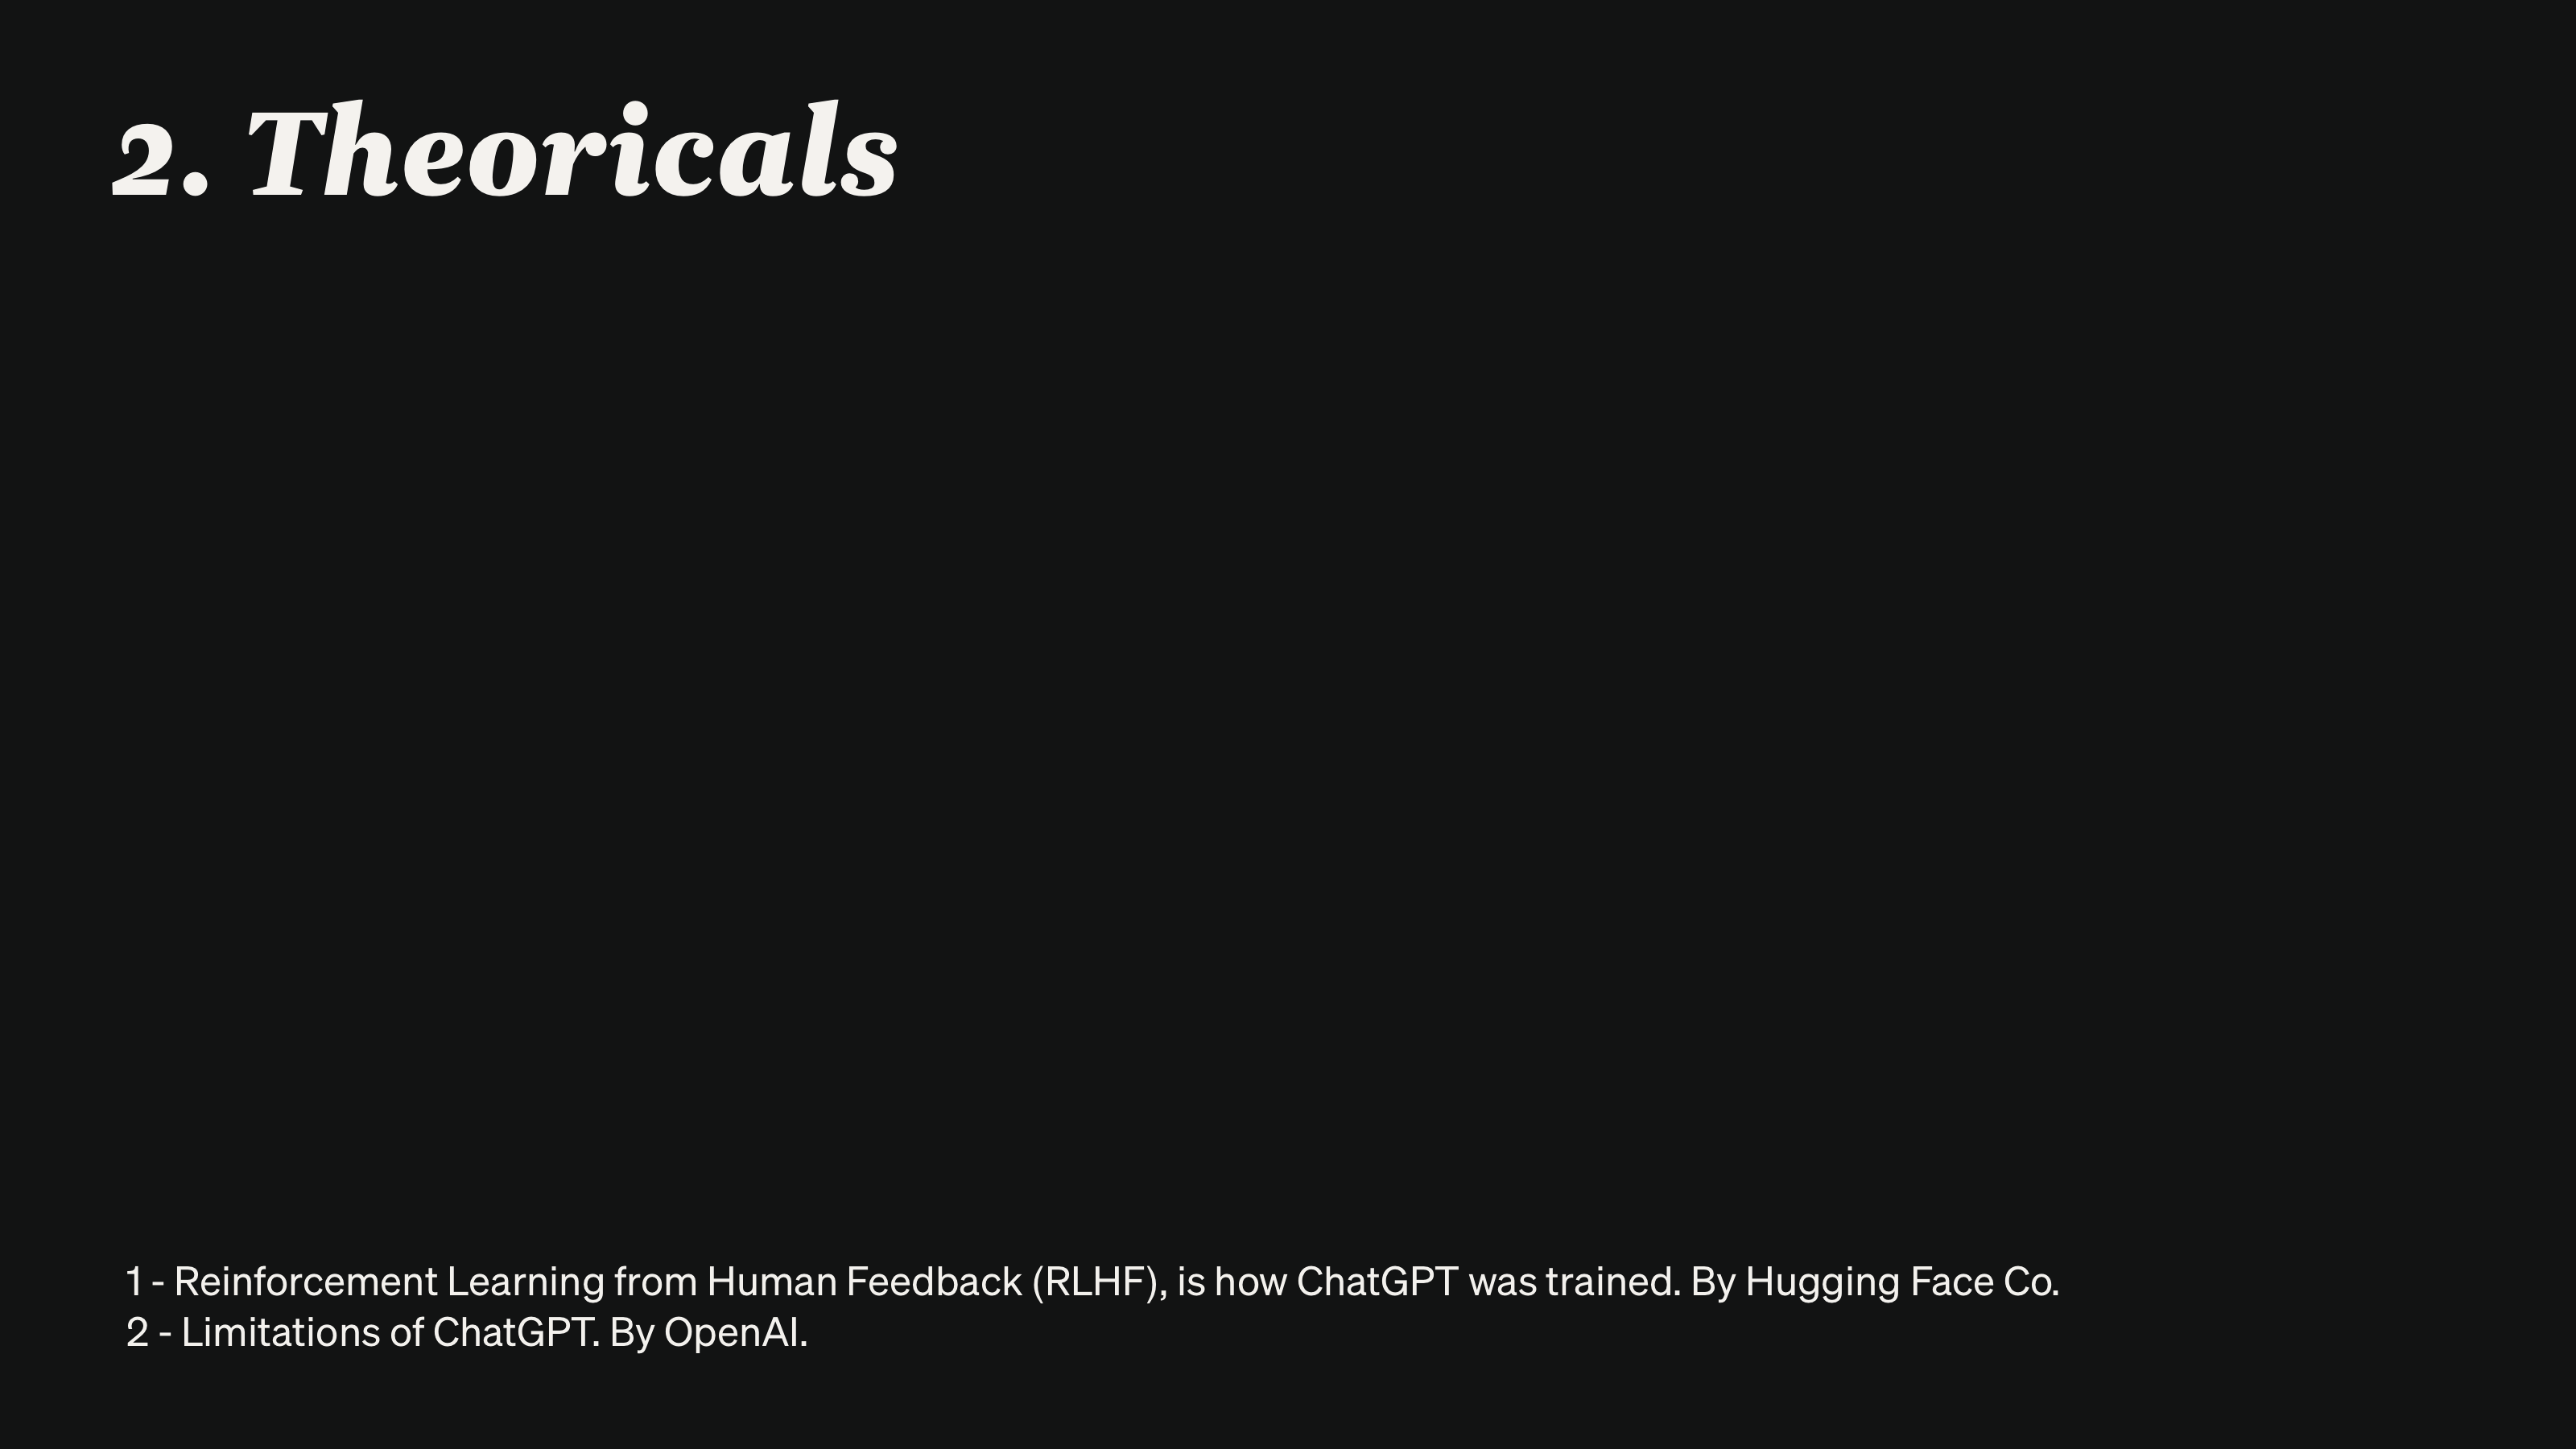 2. Theoricals
1 - Reinforcement Learning from Human Feedback (RLHF), is how ChatGPT was trained. By Hugging Face Co.
2 - Limitations of ChatGPT. By OpenAI.